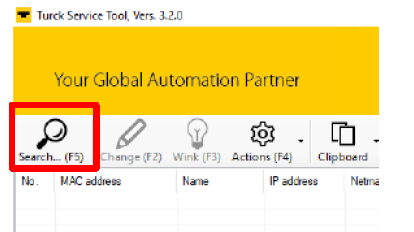 Turck Service Tool, Vers. 3.2.0
Your Global Automation Partner
Search... (F5) Change (F2) Wink (F3) Actions (F4) Clipboard
No. MAC address Name IP address Netma